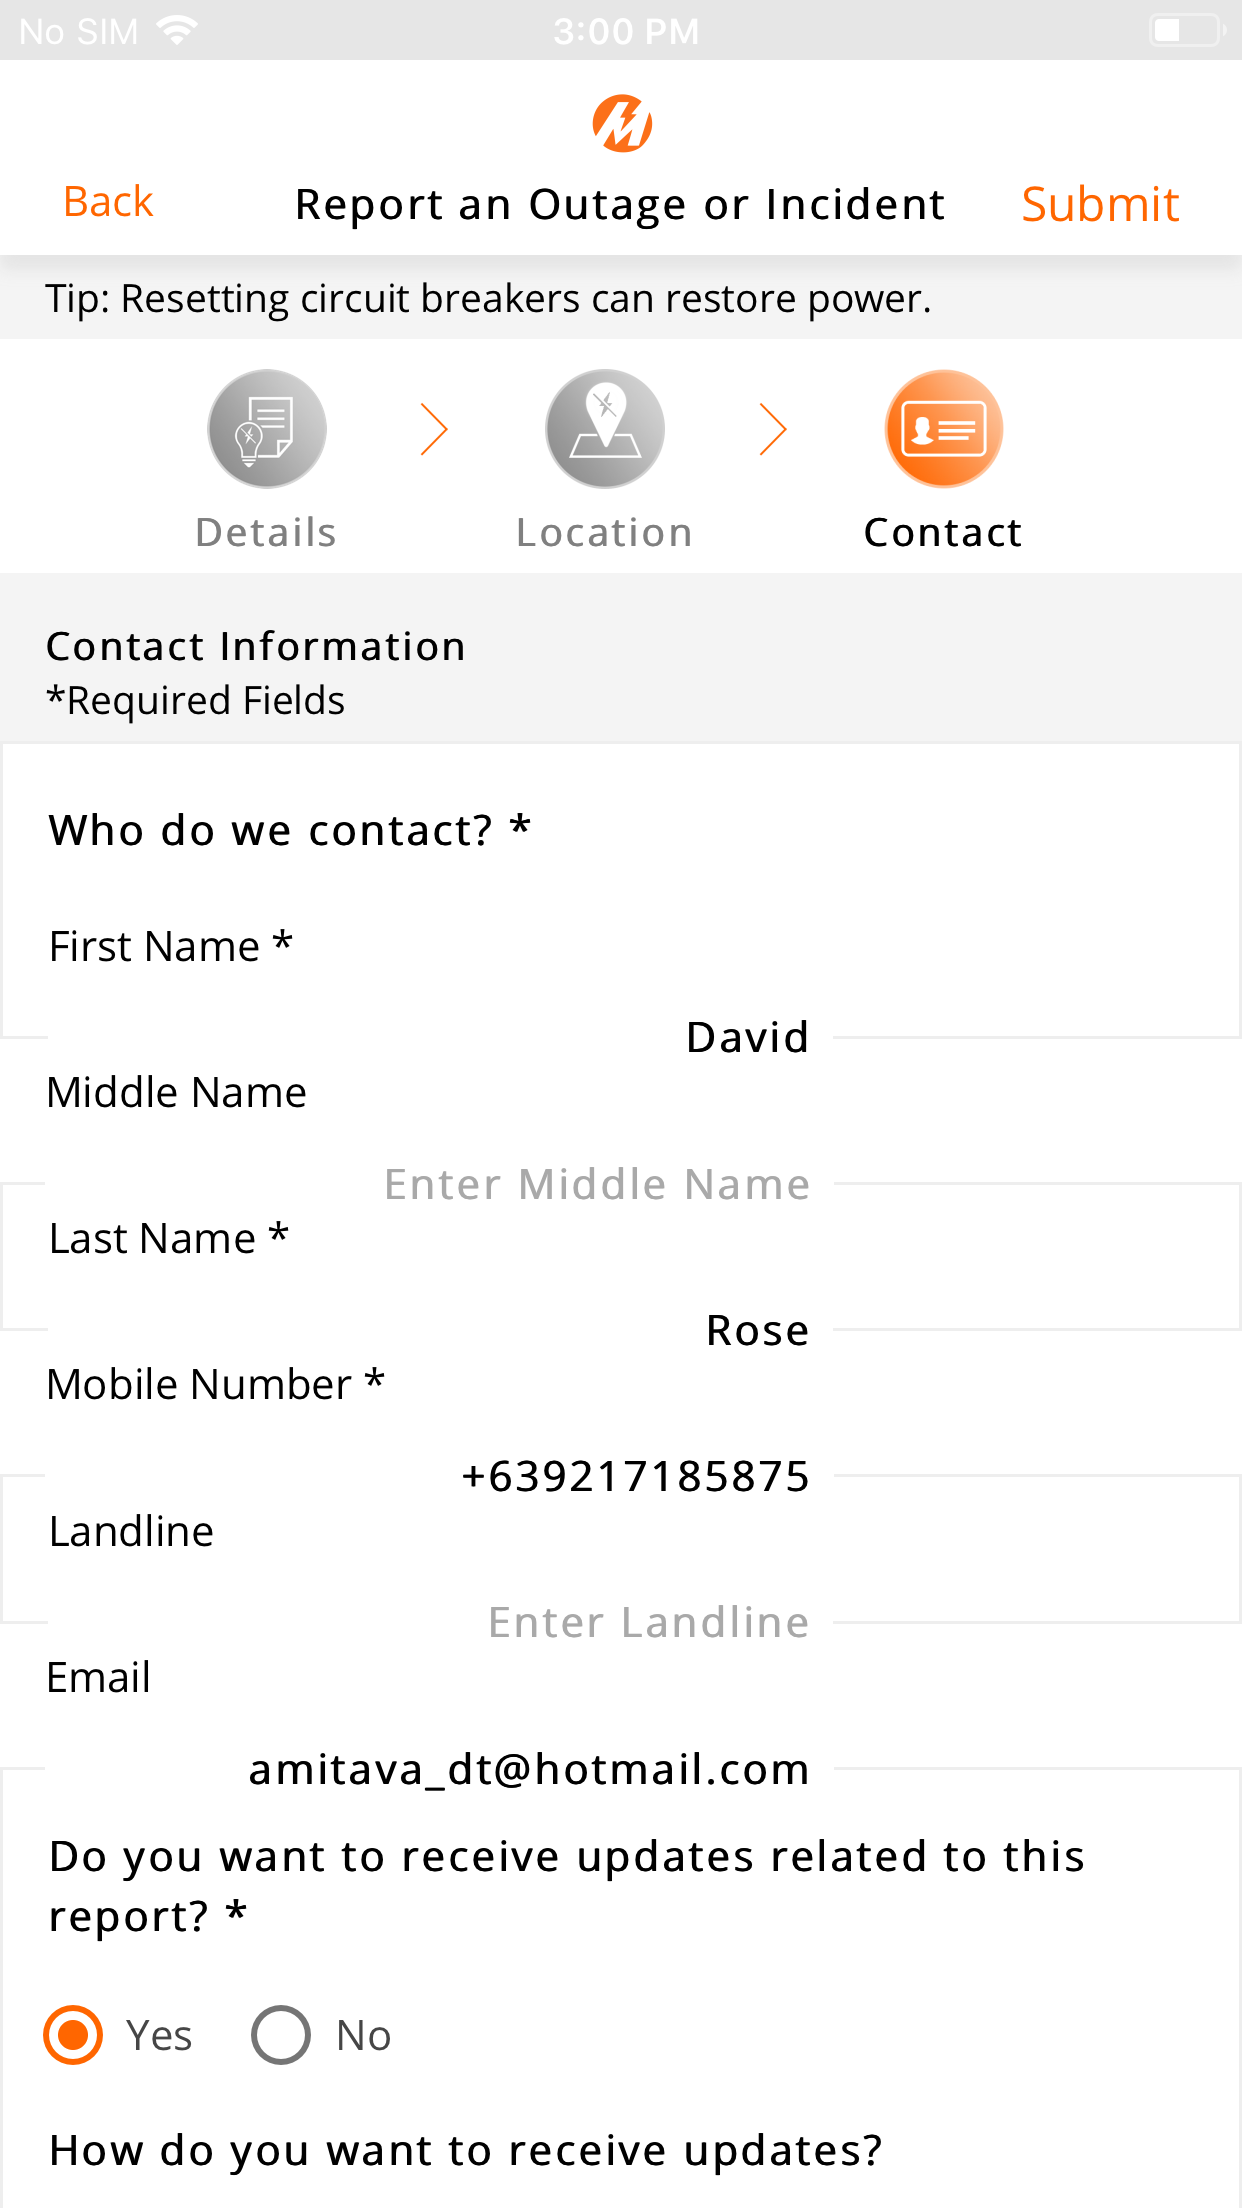 No SIM 3:00 PM
Back Report an Outage or Incident Submit
Tip: Resetting circuit breakers can restore power.
Details Location Contact
Contact Information
*Required Fields
Who do we contact? *
First Name *
David
Middle Name
Enter Middle Name
Last Name *
Rose
Mobile Number *
+639217185875
Landline
Enter Landline
Email
amitava_dt@hotmail.com
Do you want to receive updates related to this
report? *
Yes No
How do you want to receive updates?